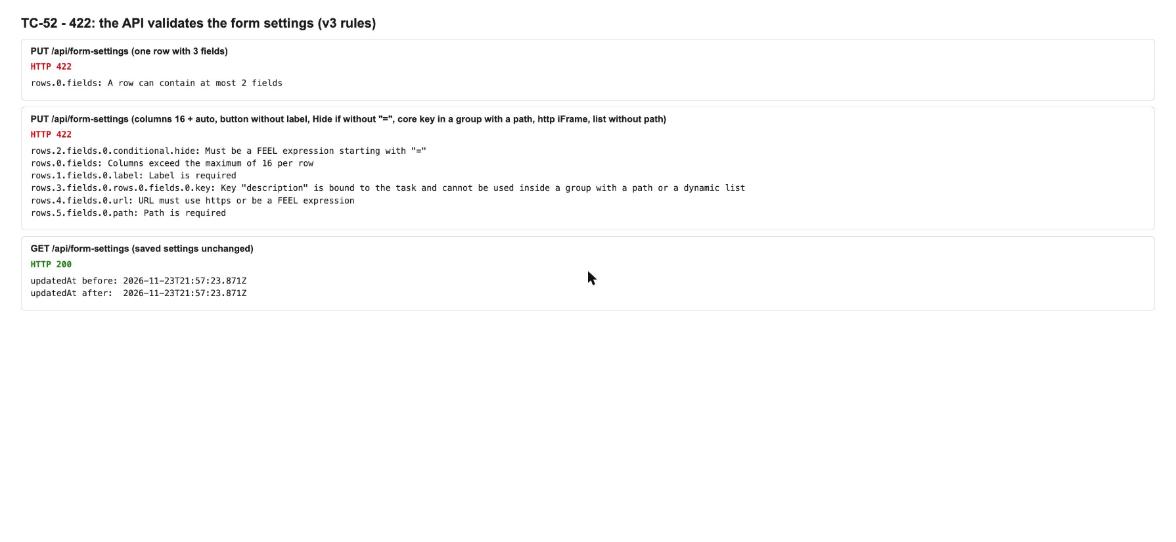 TC-52 - 422: the API validates the form settings (v3 rules)
PUT /api/form-settings (one row with 3 fields)
HTTP 422
rows.0.fields: A row can contain at most 2 fields
PUT /api/form-settings (columns 16 + auto, button without label, Hide if without "=", core key in a group with a path, http iFrame, list without path)
HTTP 422
rows.2.fields.0.conditional.hide: Must be a FEEL expression starting with "="
rows.0.fields: Columns exceed the maximum of 16 per row
rows.1.fields.0.label: Label is required
rows.3.fields.0.rows.0.fields.0.key: Key "description" is bound to the task and cannot be used inside a group with a path or a dynamic list
rows.4.fields.0.url: URL must use https or be a FEEL expression
rows.5.fields.0.path: Path is required
GET /api/form-settings (saved settings unchanged)
HTTP 200
updatedAt before: 2026-11-23T21:57:23.871Z
updatedAt after:  2026-11-23T21:57:23.871Z